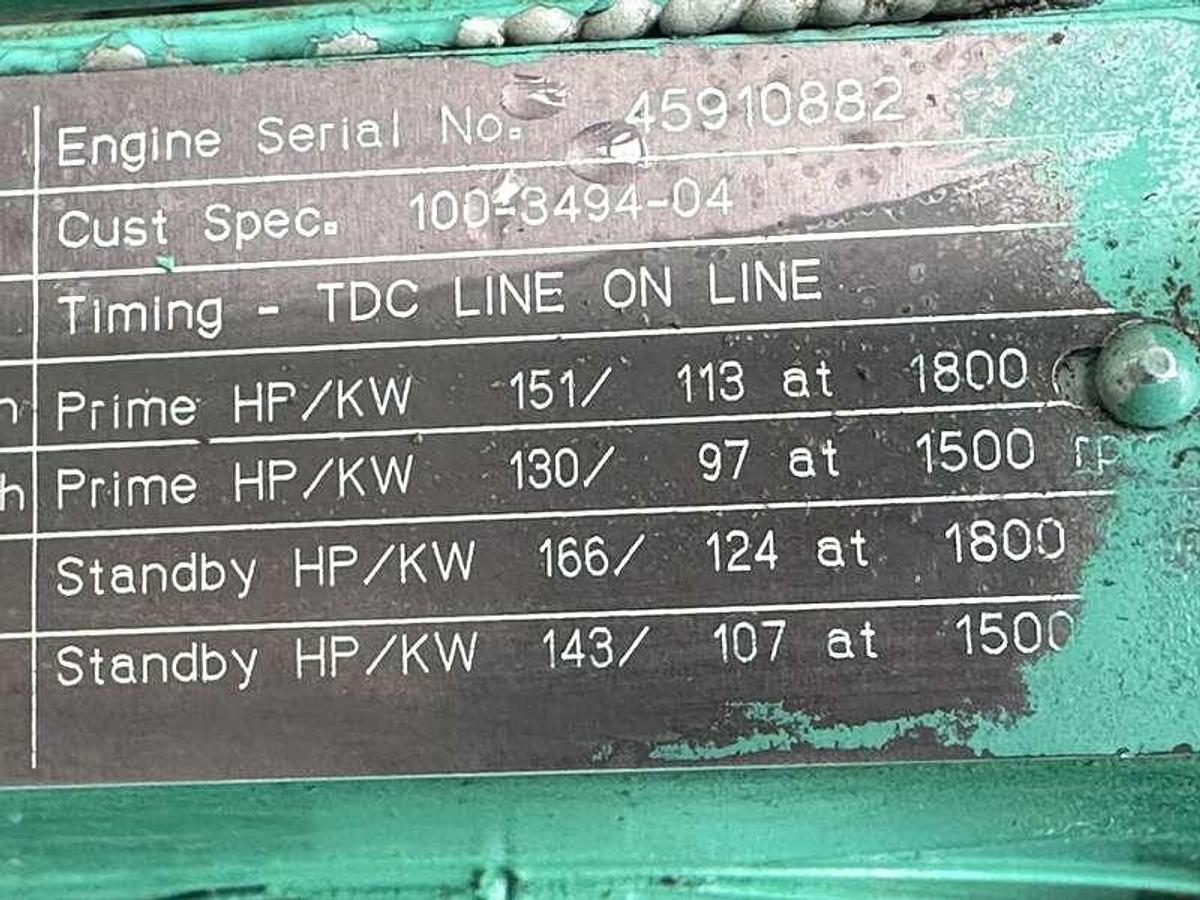 Engine Serial No. 45910882
Cust Spec. 100-3494-04
Timing - TDC LINE ON LINE
Prime HP/KW 151/ 113 at 1800
h Prime HP/KW 130/ 97 at 1500 rp
Standby HP/KW 166/ 124 at 1800
Standby HP/KW 143/ 107 at 1500